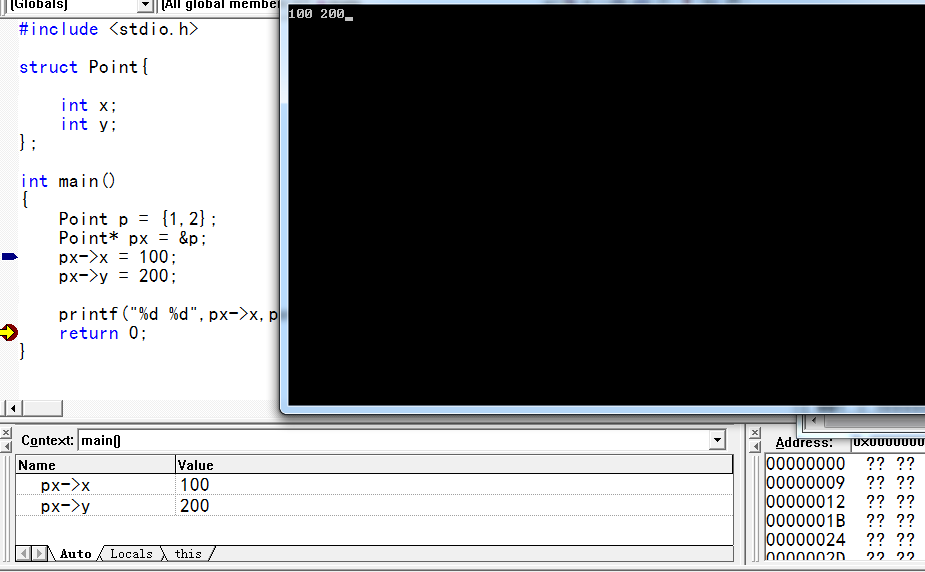 (Globals)
[All global member
#include <stdio.h>
struct Point{
int x;
int y;
};
int main()
{
Point p = {1,2};
Point* px = &p;
px->x = 100;
px->y = 200;
printf("%d %d",px->x,p
return 0;
}
100 200
Context: main()
Name Value
px->x 100
px->y 200
Auto Locals this
Address: 0x0000000
00000000 ?? ??
00000009 ?? ??
00000012 ?? ??
0000001B ?? ??
00000024 ?? ??
0000002D ?? ??